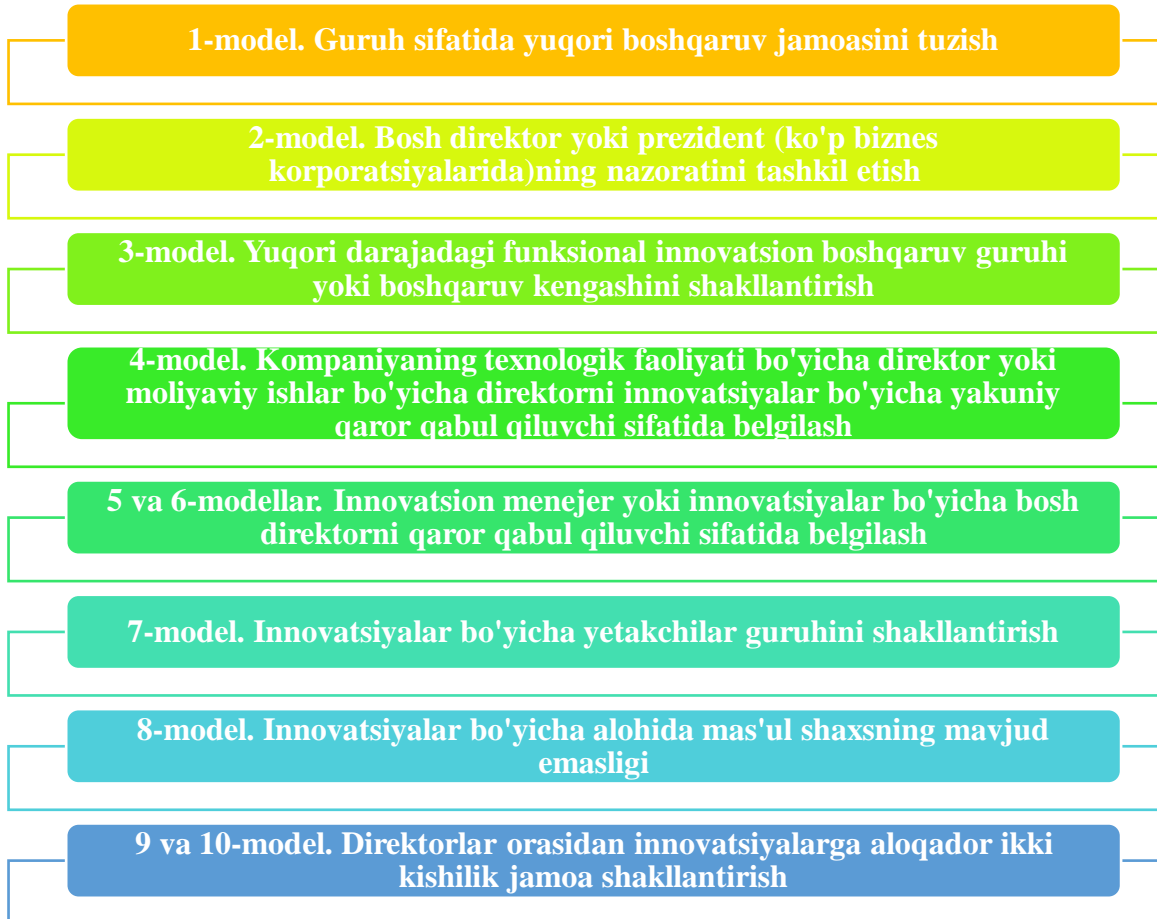 1-model. Guruh sifatida yuqori boshqaruv jamoasini tuzish
2-model. Bosh direktor yoki prezident (ko'p biznes
korporatsiyalarida)ning nazoratini tashkil etish
3-model. Yuqori darajadagi funksional innovatsion boshqaruv guruhi
yoki boshqaruv kengashini shakllantirish
4-model. Kompaniyaning texnologik faoliyati bo'yicha direktor yoki
moliyaviy ishlar bo'yicha direktorni innovatsiyalar bo'yicha yakuniy
qaror qabul qiluvchi sifatida belgilash
5 va 6-modellar. Innovatsion menejer yoki innovatsiyalar bo'yicha bosh
direktorni qaror qabul qiluvchi sifatida belgilash
7-model. Innovatsiyalar bo'yicha yetakchilar guruhini shakllantirish
8-model. Innovatsiyalar bo'yicha alohida mas'ul shaxsning mavjud
emasligi
9 va 10-model. Direktorlar orasidan innovatsiyalarga aloqador ikki
kishilik jamoa shakllantirish